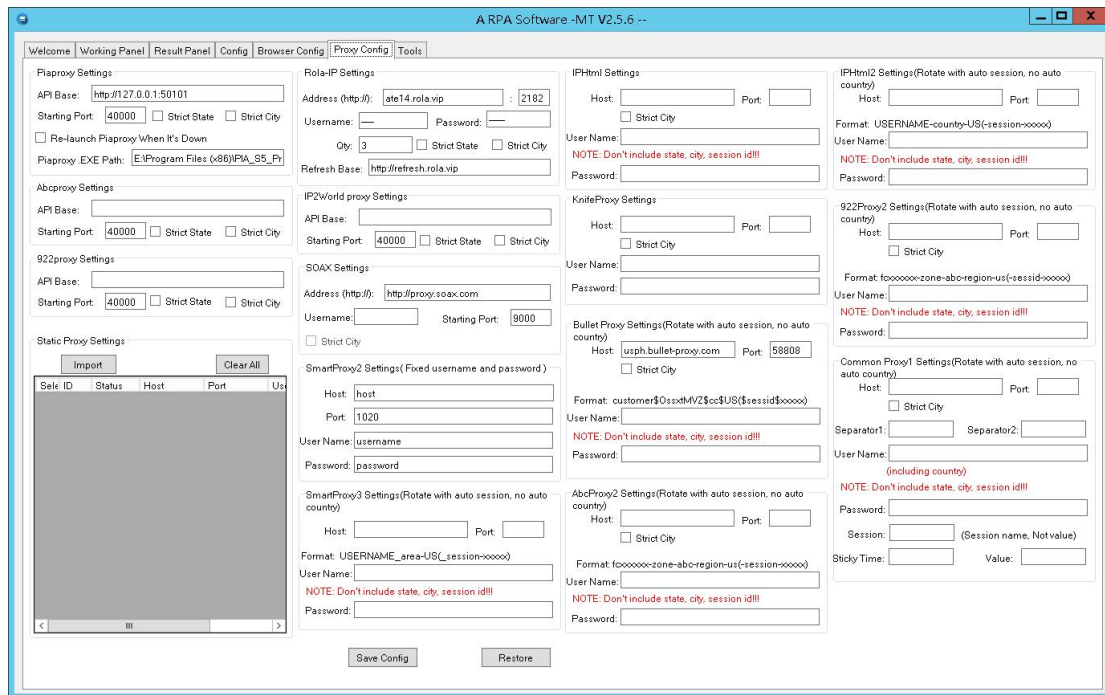 A RPA Software -MT V2.5.6 --
Welcome Working Panel Result Panel Config Browser Config Proxy Config Tools
Piaproxy Settings
API Base: http://127.0.0.1:50101
Starting Port: 40000 Strict State Strict City
Re-launch Piaproxy When It's Down
Piaproxy .EXE Path: E:\Program Files (x86)\PIA_S5_Pr
Abcproxy Settings
API Base:
Starting Port: 40000 Strict State Strict City
922proxy Settings
API Base:
Starting Port: 40000 Strict State Strict City
Static Proxy Settings
Import Clear All
Sele ID Status Host Port Us
Rola-IP Settings
Address (http://): ate14.rola.vip : 2182
Username: ---- Password: ----
Qty: 3 Strict State Strict City
Refresh Base: http://refresh.rola.vip
IP2World proxy Settings
API Base:
Starting Port: 40000 Strict State Strict City
SOAX Settings
Address (http://): http://proxy.soax.com
Username: Starting Port: 9000
Strict City
SmartProxy2 Settings( Fixed username and password )
Host: host
Port: 1020
User Name: username
Password: password
SmartProxy3 Settings(Rotate with auto session, no auto
country)
Host: Port:
Format: USERNAME_area-US(_session-xxxxx)
User Name:
NOTE: Don't include state, city, session id!!!
Password:
Save Config Restore
IPHtml Settings
Host: Port:
Strict City
User Name:
NOTE: Don't include state, city, session id!!!
Password:
KnifeProxy Settings
Host: Port:
Strict City
User Name:
Password:
Bullet Proxy Settings(Rotate with auto session, no auto
country)
Host: usph.bullet-proxy.com Port: 58808
Strict City
Format: customer$OssxtMVZ$cc$US($sessid$xxxxx)
User Name:
NOTE: Don't include state, city, session id!!!
Password:
AbcProxy2 Settings(Rotate with auto session, no auto
country)
Host: Port:
Strict City
Format: fcxxxxxx-zone-abc-region-us(-session-xxxxx)
User Name:
NOTE: Don't include state, city, session id!!!
Password:
IPHtml2 Settings(Rotate with auto session, no auto
country)
Host: Port:
Format: USERNAME-country-US(-session-xxxxx)
User Name:
NOTE: Don't include state, city, session id!!!
Password:
922Proxy2 Settings(Rotate with auto session, no auto
country)
Host: Port:
Strict City
Format: fcxxxxxx-zone-abc-region-us(-sessid-xxxxx)
User Name:
NOTE: Don't include state, city, session id!!!
Password:
Common Proxy1 Settings(Rotate with auto session, no
auto country)
Host: Port:
Strict City
Separator1: Separator2:
User Name:
(including country)
NOTE: Don't include state, city, session id!!!
Password:
Session: (Session name, Not value)
Sticky Time: Value: